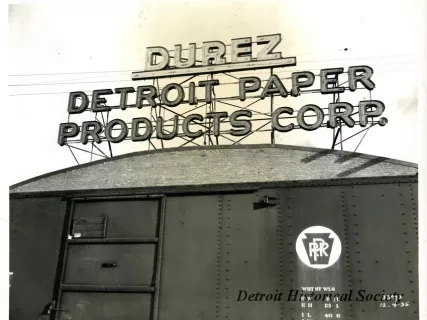 DUREZ
DETROIT PAPER
PRODUCTS CORP.
PRR
Detroit Historical Society